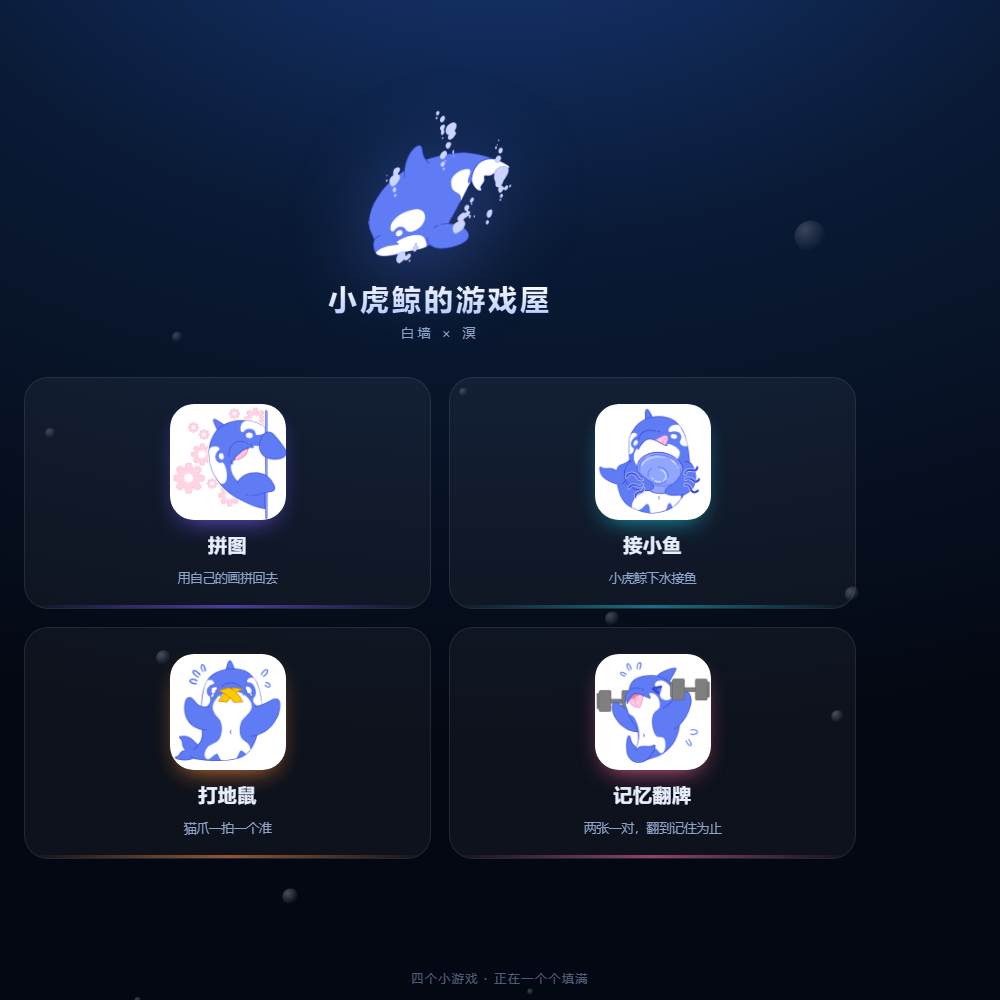 小虎鲸的游戏屋
白墙 × 溟
拼图
用自己的画拼回去
接小鱼
小虎鲸下水接鱼
打地鼠
猫爪一拍一个准
记忆翻牌
两张一对，翻到记住为止
四个小游戏 · 正在一个个填满